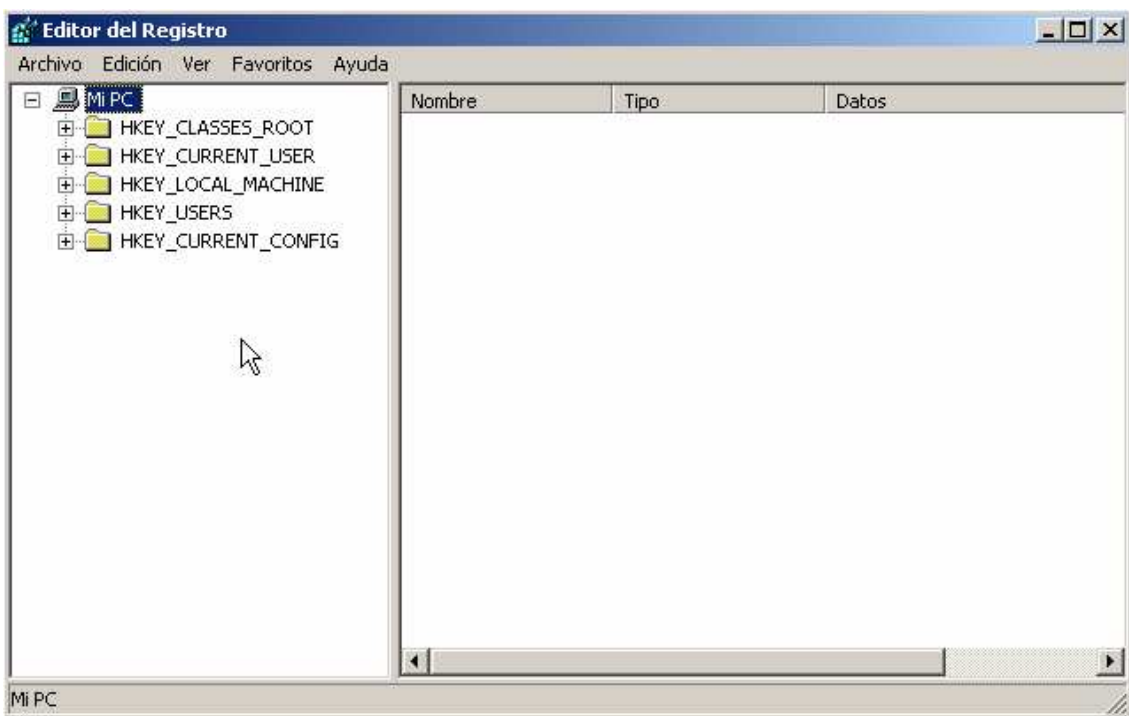 Editor del Registro
Archivo Edición Ver Favoritos Ayuda
Mi PC
HKEY_CLASSES_ROOT
HKEY_CURRENT_USER
HKEY_LOCAL_MACHINE
HKEY_USERS
HKEY_CURRENT_CONFIG
Nombre Tipo Datos
Mi PC